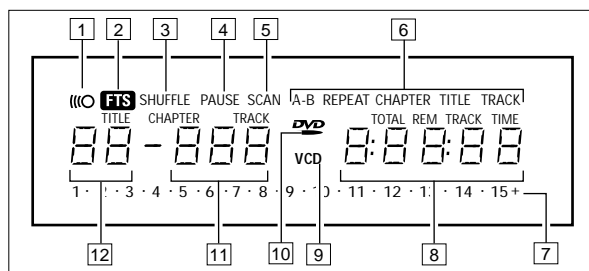 1 2 3 4 5 6
FTS SHUFFLE PAUSE SCAN A-B REPEAT CHAPTER TITLE TRACK
TITLE CHAPTER TRACK DVD TOTAL REM TRACK TIME
88-888 VCD 8:88:88
1 · 2 · 3 · 4 · 5 · 6 · 7 · 8 · 9 · 10 · 11 · 12 · 13 · 14 · 15+
12 11 10 9 8 7